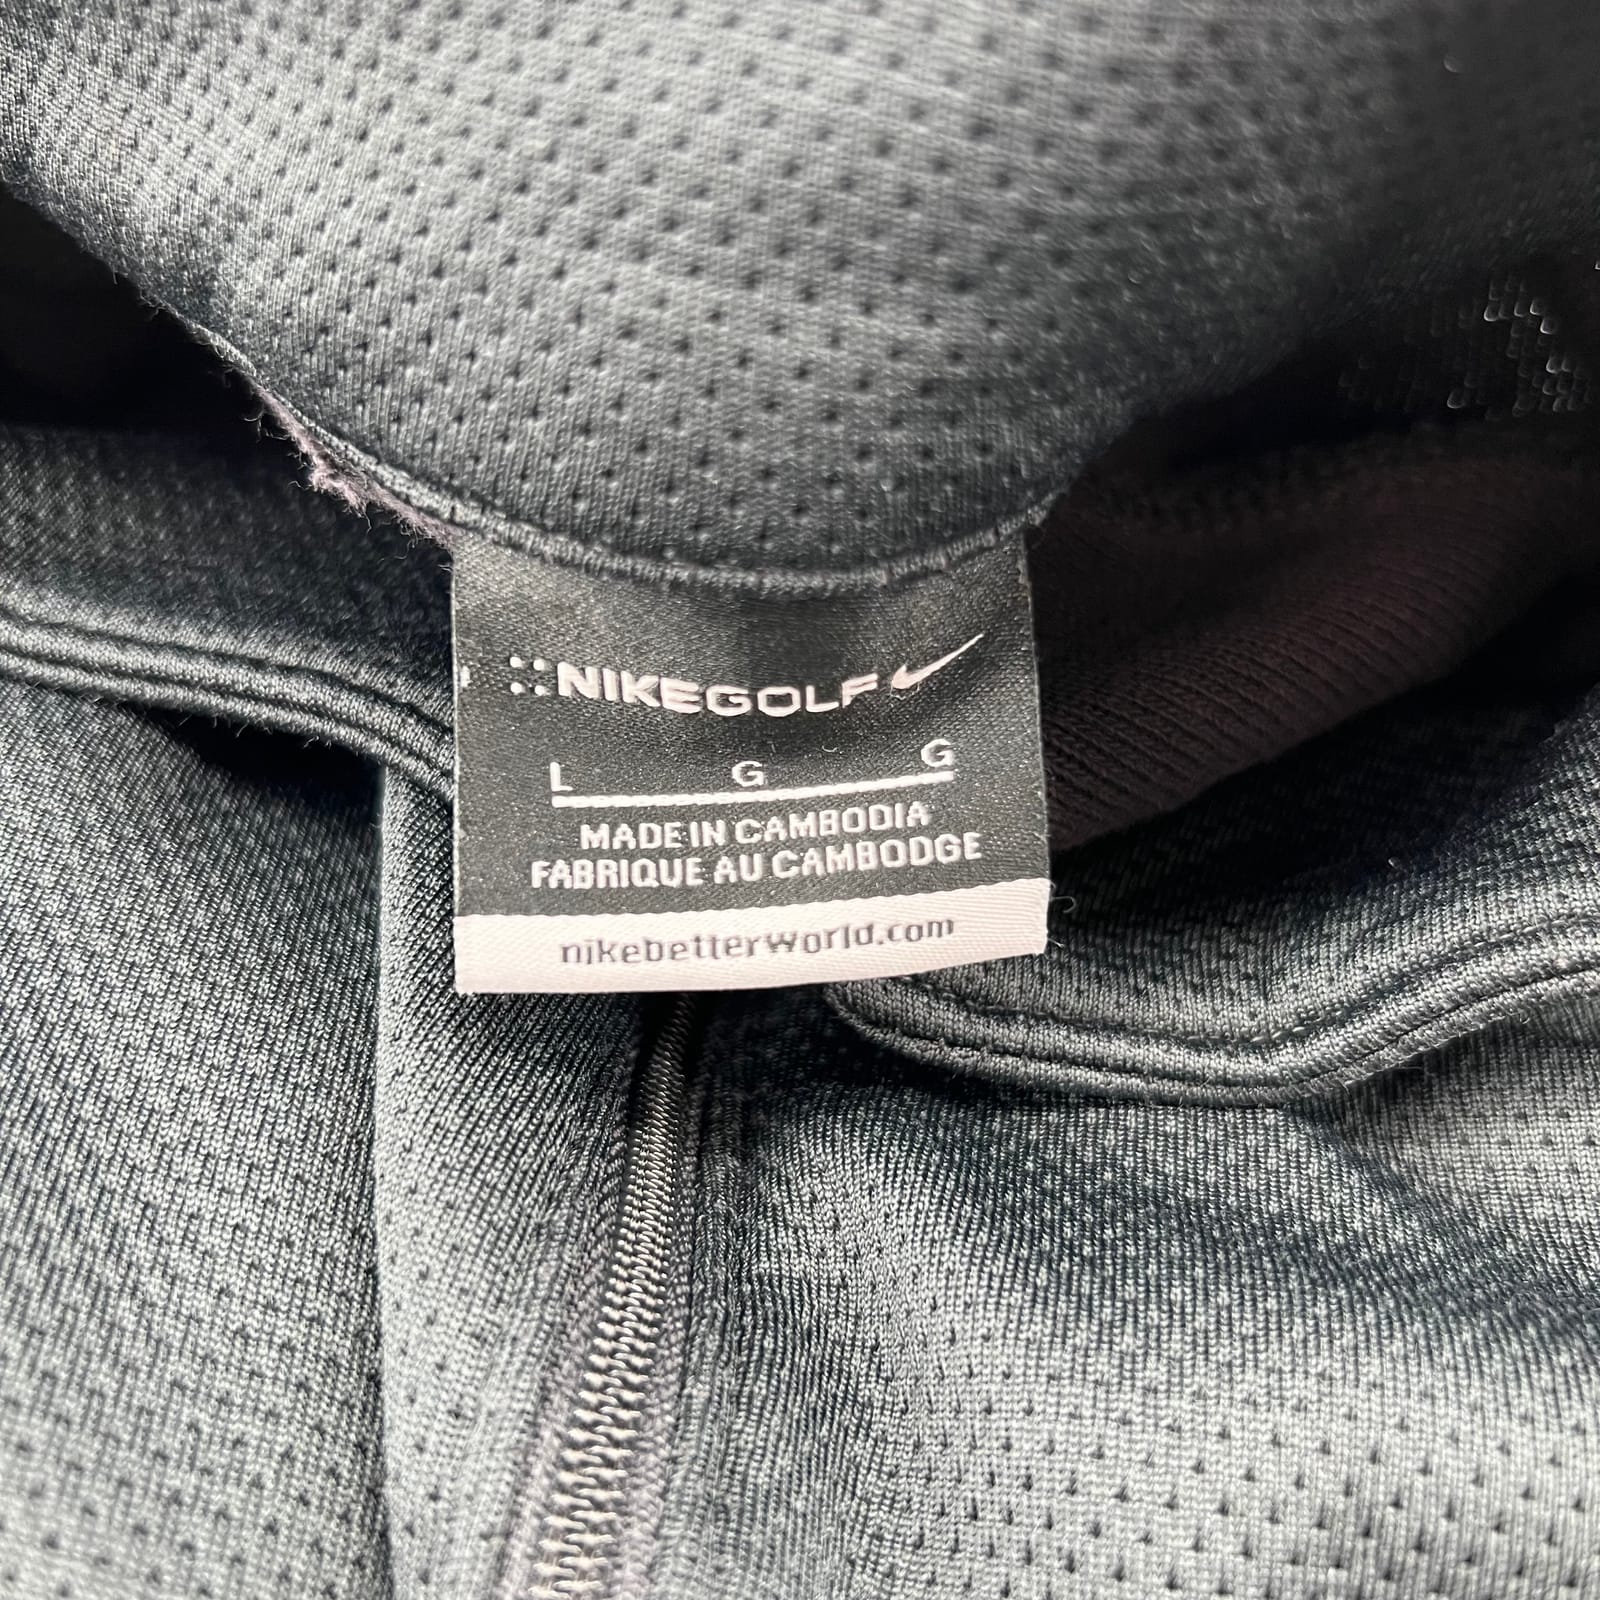 NIKEGOLF
L G G
MADE IN CAMBODIA
FABRIQUE AU CAMBODGE
nikebetterworld.com